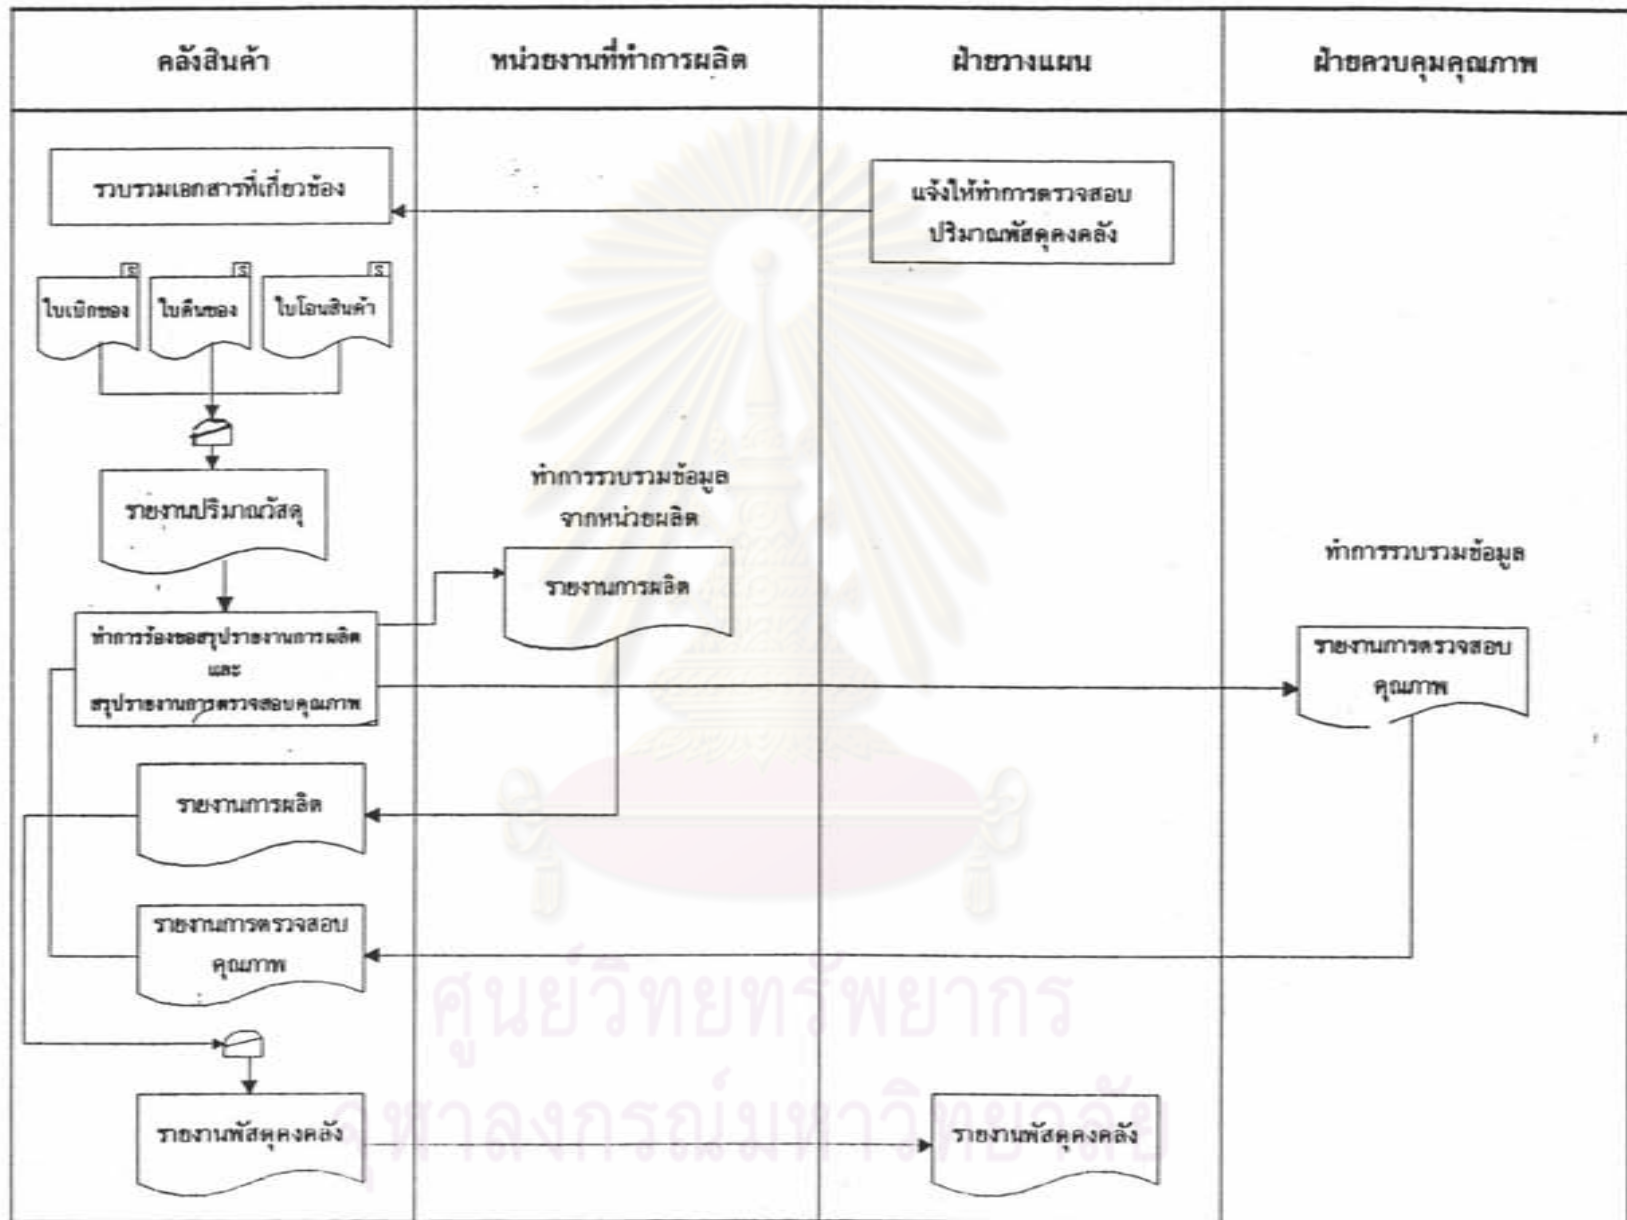 คลังสินค้า
หน่วยงานที่ทำการผลิต
ฝ่ายวางแผน
ฝ่ายควบคุมคุณภาพ
รวบรวมเอกสารที่เกี่ยวข้อง
แจ้งให้ทำการตรวจสอบ
ปริมาณพัสดุคงคลัง
S
S
S
ใบเบิกของ
ใบคืนของ
ใบโอนสินค้า
รายงานปริมาณวัสดุ
ทำการรวบรวมข้อมูล
จากหน่วยผลิต
รายงานการผลิต
ทำการรวบรวมข้อมูล
รายงานการตรวจสอบ
คุณภาพ
ทำการร้องขอสรุปรายงานการผลิต
และ
สรุปรายงานการตรวจสอบคุณภาพ
รายงานการผลิต
รายงานการตรวจสอบ
คุณภาพ
รายงานพัสดุคงคลัง
รายงานพัสดุคงคลัง
ศูนย์วิทยทรัพยากร
จุฬาลงกรณ์มหาวิทยาลัย